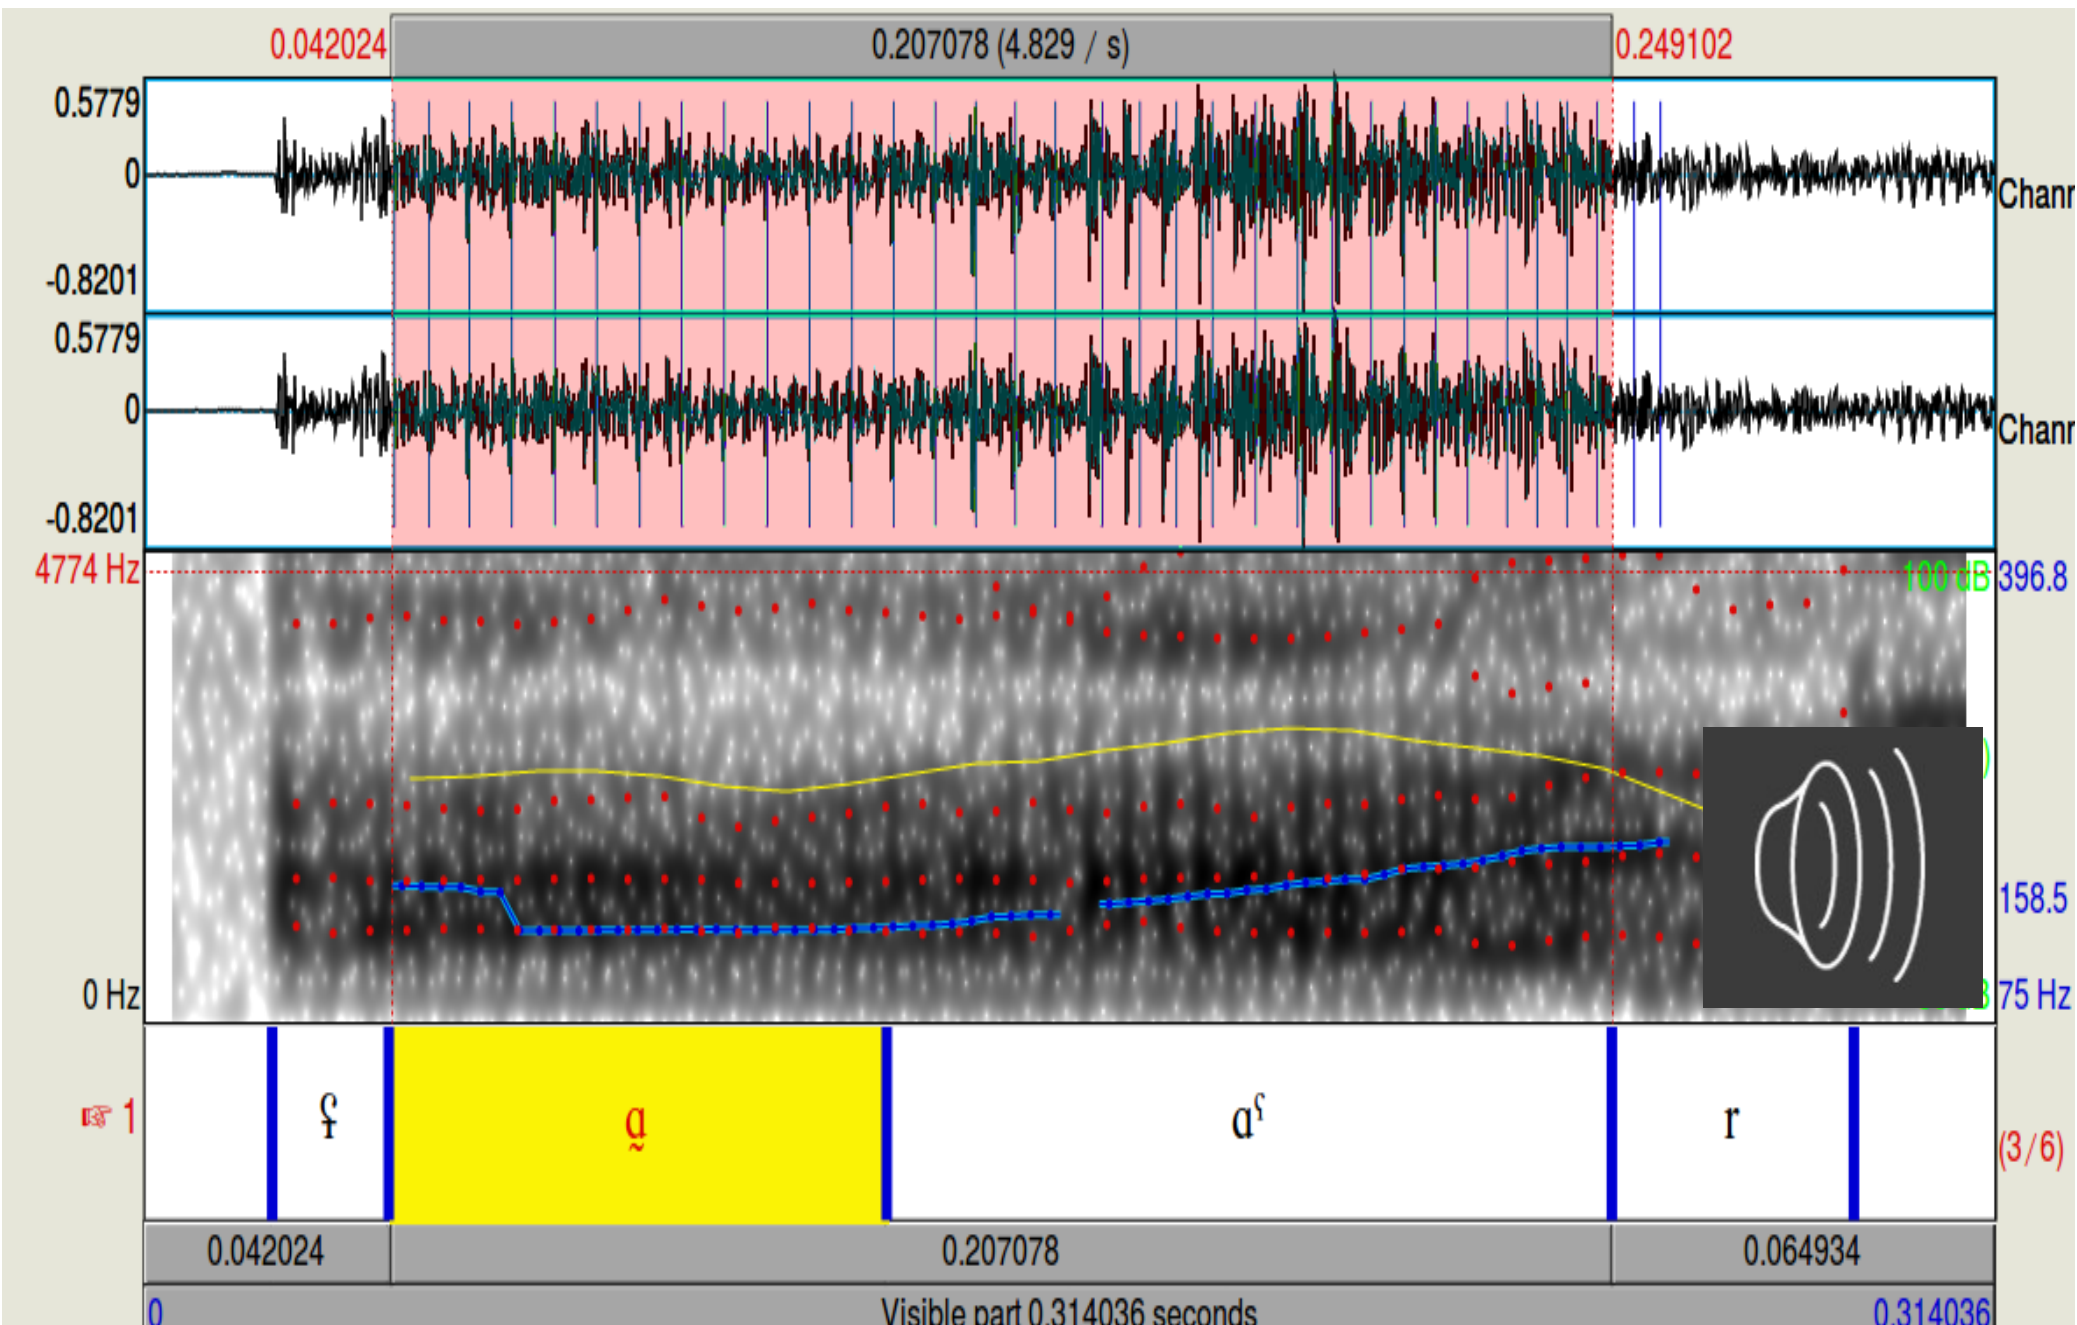 0.042024 0.207078 (4.829 / s) 0.249102
0.5779
0
-0.8201
Chann
0.5779
0
-0.8201
Chann
4774 Hz 100 dB 396.8
158.5
0 Hz 75 Hz
☞ 1 ʢ ɑ̰ ɑˤ r (3/6)
0.042024 0.207078 0.064934
0 Visible part 0.314036 seconds 0.314036